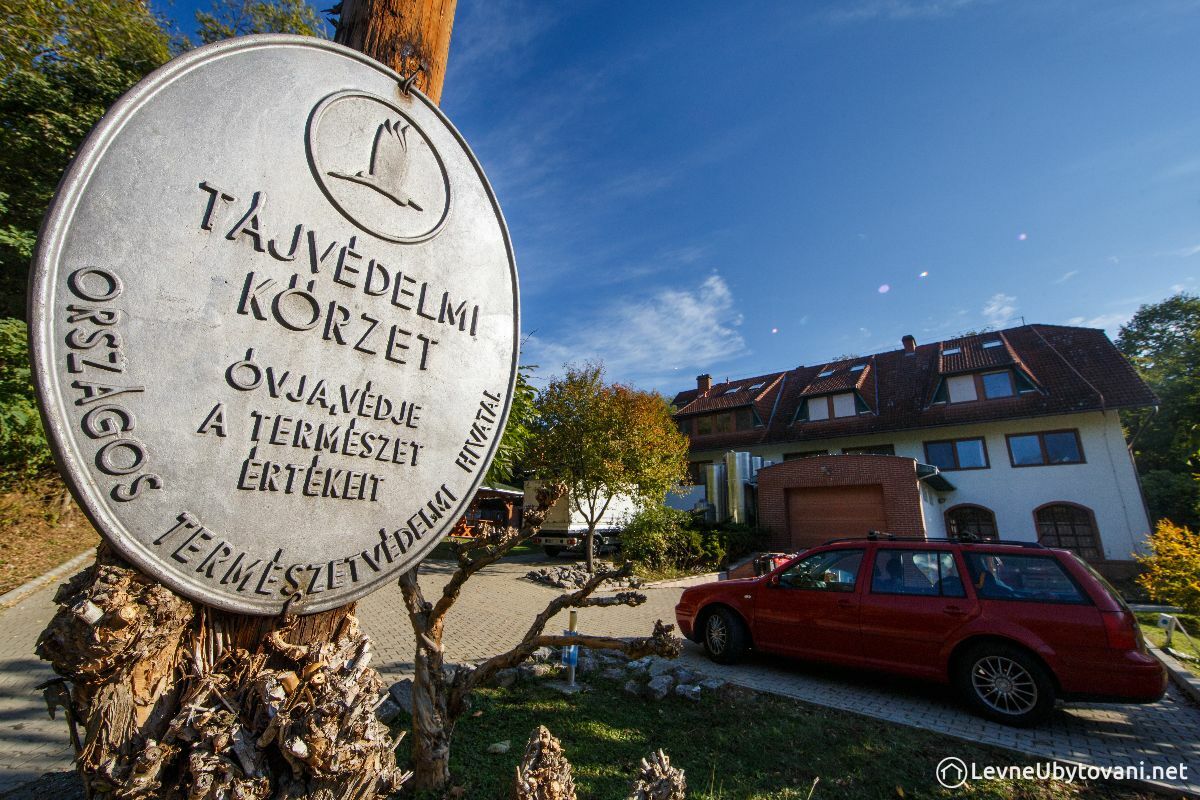 TÁJVÉDELMI
KÖRZET
ÓVJA, VÉDJE
A TERMÉSZET
ÉRTÉKEIT
ORSZÁGOS TERMÉSZETVÉDELMI HIVATAL
LevneUbytovani.net